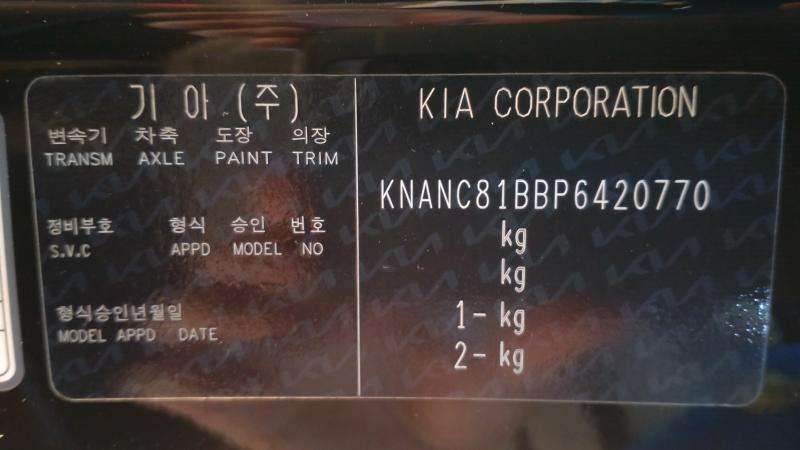 기 아 (주)
변속기 차축 도장 의장
TRANSM AXLE PAINT TRIM
정비부호 형식 승인 번호
S.V.C APPD MODEL NO
형식승인년월일
MODEL APPD DATE
KIA CORPORATION
KNANC81BBP6420770
kg
kg
1- kg
2- kg